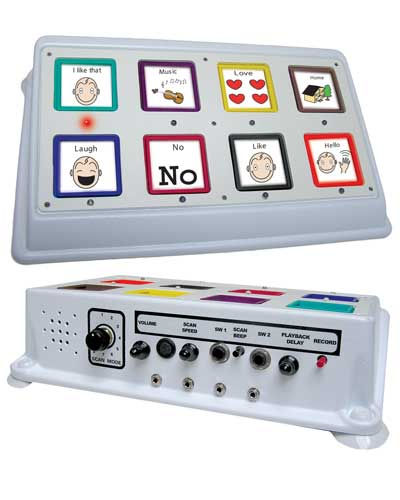 I like that
Music
Love
Home
Laugh
No
No
Like
Hello
VOLUME
SCAN
SPEED
SW 1
SCAN
BEEP
SW 2
PLAYBACK
DELAY
RECORD
SCAN MODE